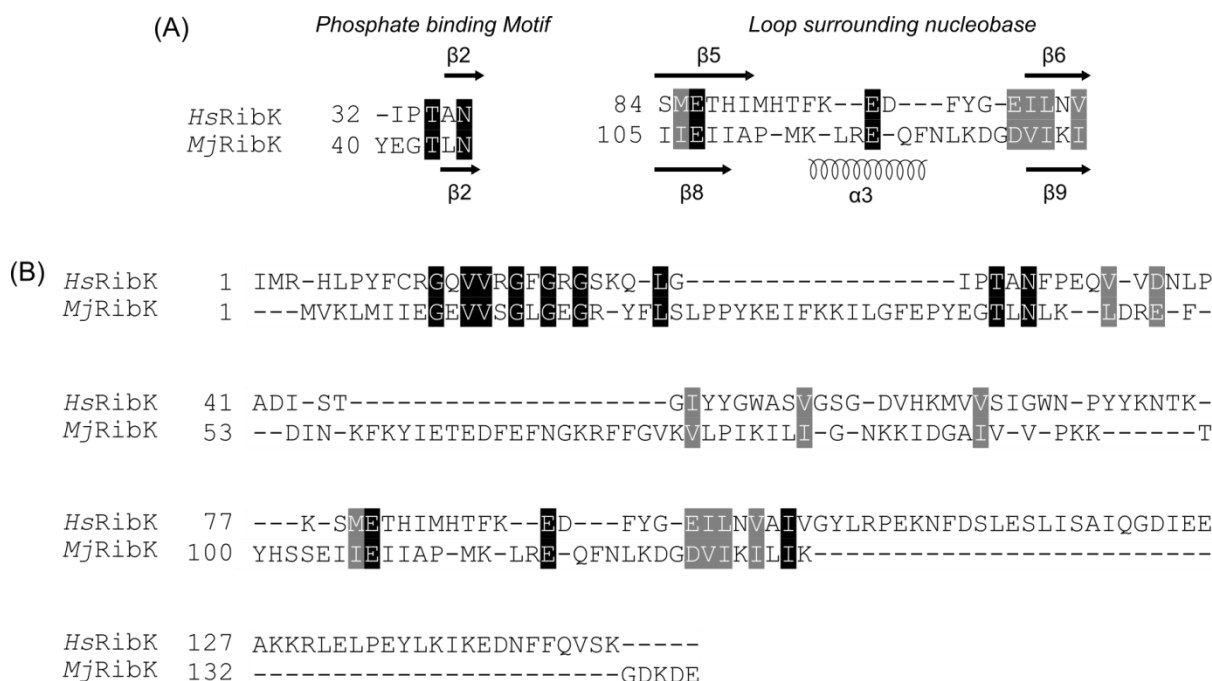 (A) Phosphate binding Motif Loop surrounding nucleobase
β2 β5 β6
HsRibK 32 -IPTAN 84 SMETHIMHTFK--ED---FYG-EILNV
MjRibK 40 YEGTLN 105 IIEIIAP-MK-LRE-QFNLKDGDVIKI
β2 β8 α3 β9
(B) HsRibK 1 IMR-HLPYFCRGQVVRGFGRGSKQ-LG-----------------IPTANFPEQV-VDNLP
MjRibK 1 ---MVKLMIIEGEVVSGLGEGR-YFLSLPPYKEIFKKILGFEPYEGTLNLK--LDRE-F-
HsRibK 41 ADI-ST--------------------GIYYGWASVGSG-DVHKMVVSIGWN-PYYKNTK-
MjRibK 53 --DIN-KFKYIETEDFEFNGKRFFGVKVLPIKILI-G-NKKIDGAIV-V-PKK------T
HsRibK 77 ---K-SMETHIMHTFK--ED---FYG-EILNVAIVGYLRPEKNFDSLESLISAIQGDIEE
MjRibK 100 YHSSEIIEIIAP-MK-LRE-QFNLKDGDVIKILIK-------------------------
HsRibK 127 AKKRLELPEYLKIKEDNFFQVSK-----
MjRibK 132 -----------------------GDKDE